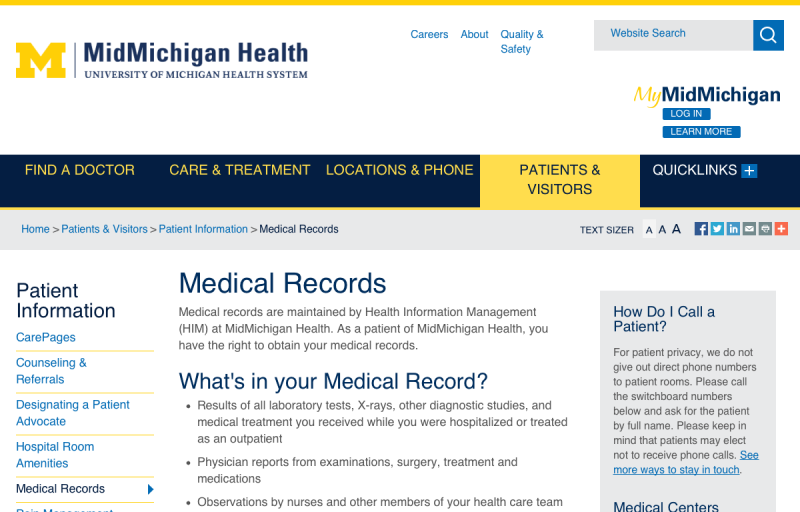 Careers About Quality & Safety
Website Search
M MidMichigan Health
UNIVERSITY OF MICHIGAN HEALTH SYSTEM
MyMidMichigan
LOG IN
LEARN MORE
FIND A DOCTOR CARE & TREATMENT LOCATIONS & PHONE PATIENTS & VISITORS QUICKLINKS +
Home > Patients & Visitors > Patient Information > Medical Records
TEXT SIZER A A A
Patient
Information
CarePages
Counseling &
Referrals
Designating a Patient
Advocate
Hospital Room
Amenities
Medical Records
Pain Management
Medical Records
Medical records are maintained by Health Information Management
(HIM) at MidMichigan Health. As a patient of MidMichigan Health, you
have the right to obtain your medical records.
What's in your Medical Record?
• Results of all laboratory tests, X-rays, other diagnostic studies, and
medical treatment you received while you were hospitalized or treated
as an outpatient
• Physician reports from examinations, surgery, treatment and
medications
• Observations by nurses and other members of your health care team
How Do I Call a
Patient?
For patient privacy, we do not
give out direct phone numbers
to patient rooms. Please call
the switchboard numbers
below and ask for the patient
by full name. Please keep in
mind that patients may elect
not to receive phone calls. See
more ways to stay in touch.
Medical Centers